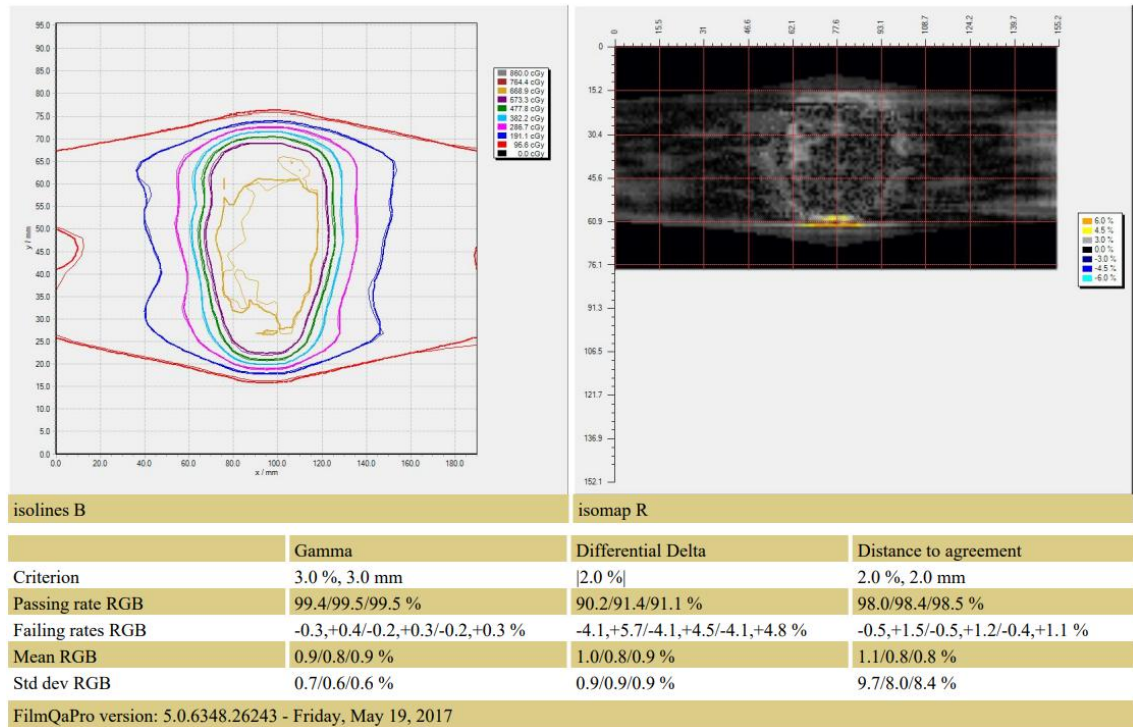 95.0
90.0
85.0
80.0
75.0
70.0
65.0
60.0
55.0
50.0
45.0
40.0
35.0
30.0
25.0
20.0
15.0
10.0
5.0
0.0
y / mm
0.0 20.0 40.0 60.0 80.0 100.0 120.0 140.0 160.0 180.0
x / mm
860.0 cGy
764.4 cGy
668.9 cGy
573.3 cGy
477.8 cGy
382.2 cGy
286.7 cGy
191.1 cGy
95.6 cGy
0.0 cGy
0 15.5 31 46.6 62.1 77.6 93.1 108.7 124.2 139.7 155.2
0
15.2
30.4
45.6
60.9
76.1
91.3
106.5
121.7
136.9
152.1
6.0 %
4.5 %
3.0 %
0.0 %
-3.0 %
-4.5 %
-6.0 %
isolines B isomap R
Gamma Differential Delta Distance to agreement
Criterion 3.0 %, 3.0 mm |2.0 %| 2.0 %, 2.0 mm
Passing rate RGB 99.4/99.5/99.5 % 90.2/91.4/91.1 % 98.0/98.4/98.5 %
Failing rates RGB -0.3,+0.4/-0.2,+0.3/-0.2,+0.3 % -4.1,+5.7/-4.1,+4.5/-4.1,+4.8 % -0.5,+1.5/-0.5,+1.2/-0.4,+1.1 %
Mean RGB 0.9/0.8/0.9 % 1.0/0.8/0.9 % 1.1/0.8/0.8 %
Std dev RGB 0.7/0.6/0.6 % 0.9/0.9/0.9 % 9.7/8.0/8.4 %
FilmQaPro version: 5.0.6348.26243 - Friday, May 19, 2017